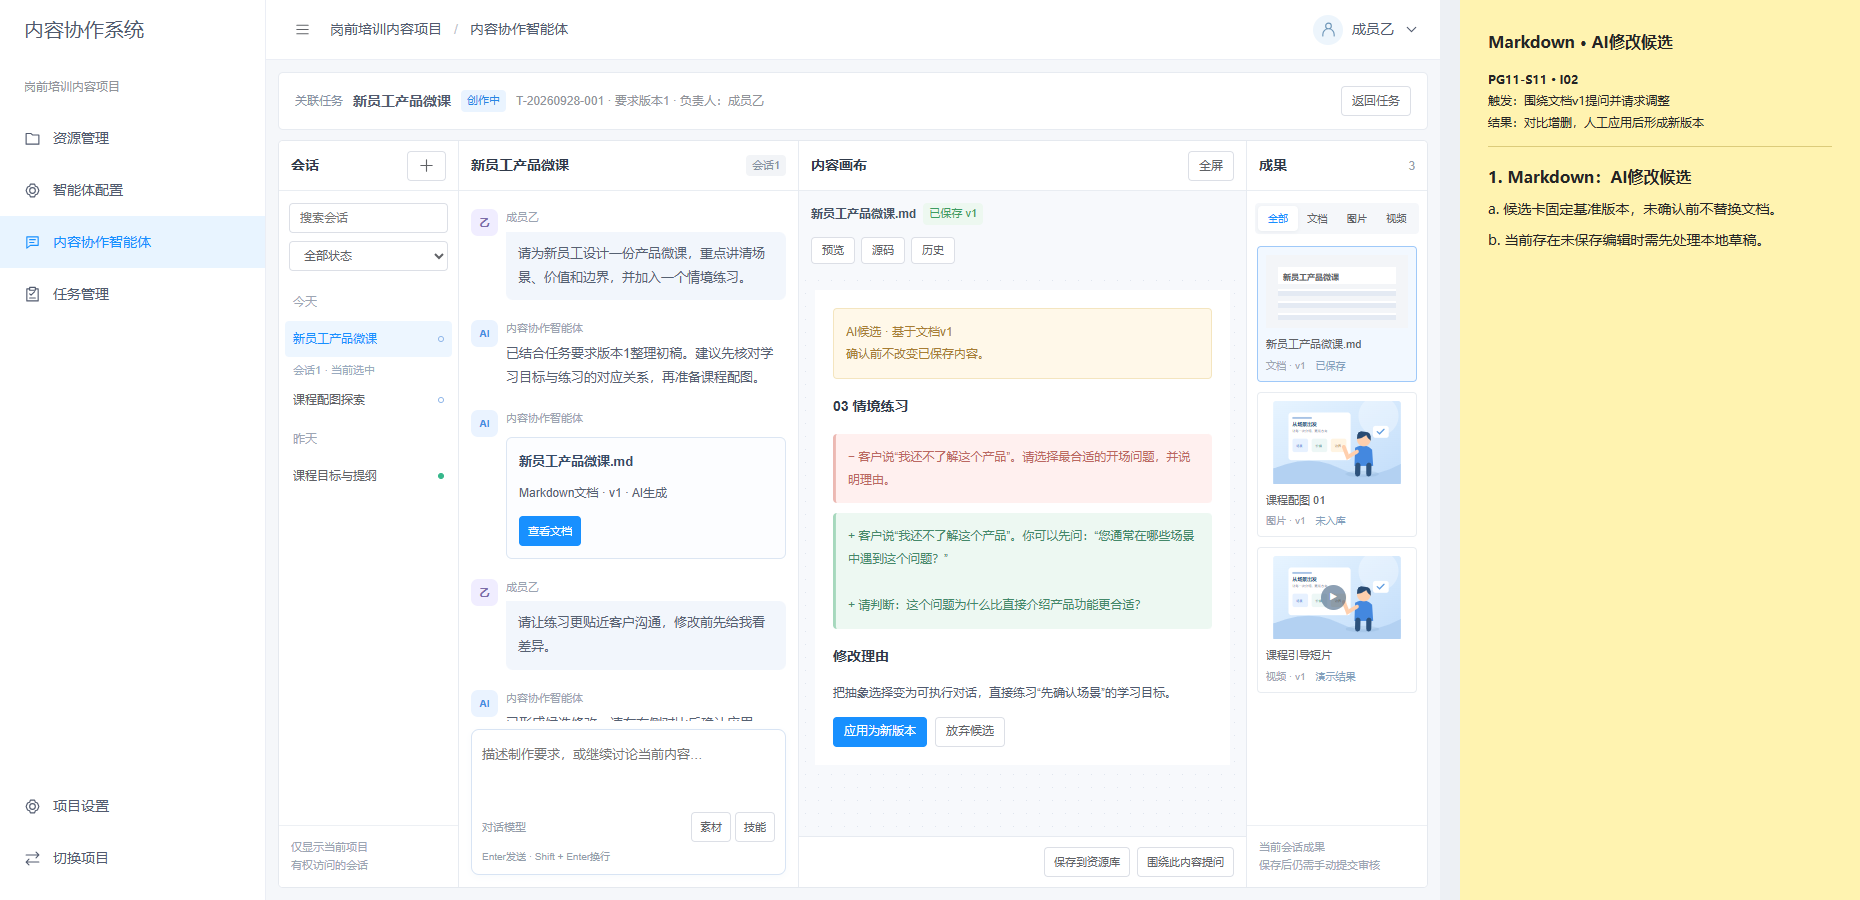 内容协作系统
岗前培训内容项目
资源管理
智能体配置
内容协作智能体
任务管理
项目设置
切换项目
岗前培训内容项目 / 内容协作智能体
成员乙
关联任务 新员工产品微课 创作中 T-20260928-001 · 要求版本1 · 负责人：成员乙
返回任务
会话
搜索会话
全部状态
今天
新员工产品微课
会话1 · 当前选中
课程配图探索
昨天
课程目标与提纲
仅显示当前项目
有权访问的会话
新员工产品微课 会话1
乙 成员乙
请为新员工设计一份产品微课，重点讲清场
景、价值和边界，并加入一个情境练习。
AI 内容协作智能体
已结合任务要求版本1整理初稿。建议先核对学
习目标与练习的对应关系，再准备课程配图。
AI 内容协作智能体
新员工产品微课.md
Markdown文档 · v1 · AI生成
查看文档
乙 成员乙
请让练习更贴近客户沟通，修改前先给我看
差异。
AI 内容协作智能体
描述制作要求，或继续讨论当前内容…
对话模型 素材 技能
Enter发送 · Shift + Enter换行
内容画布 全屏
新员工产品微课.md 已保存 v1
预览 源码 历史
AI候选 · 基于文档v1
确认前不改变已保存内容。
03 情境练习
− 客户说“我还不了解这个产品”。请选择最合适的开场问题，并说
明理由。
+ 客户说“我还不了解这个产品”。你可以先问：“您通常在哪些场景
中遇到这个问题？”
+ 请判断：这个问题为什么比直接介绍产品功能更合适？
修改理由
把抽象选择变为可执行对话，直接练习“先确认场景”的学习目标。
应用为新版本 放弃候选
保存到资源库 围绕此内容提问
成果 3
全部 文档 图片 视频
新员工产品微课
新员工产品微课.md
文档 · v1 已保存
从场景出发
课程配图 01
图片 · v1 未入库
从场景出发
课程引导短片
视频 · v1 演示结果
当前会话成果
保存后仍需手动提交审核
Markdown • AI修改候选
PG11-S11 • I02
触发：围绕文档v1提问并请求调整
结果：对比增删，人工应用后形成新版本
1. Markdown：AI修改候选
a. 候选卡固定基准版本，未确认前不替换文档。
b. 当前存在未保存编辑时需先处理本地草稿。